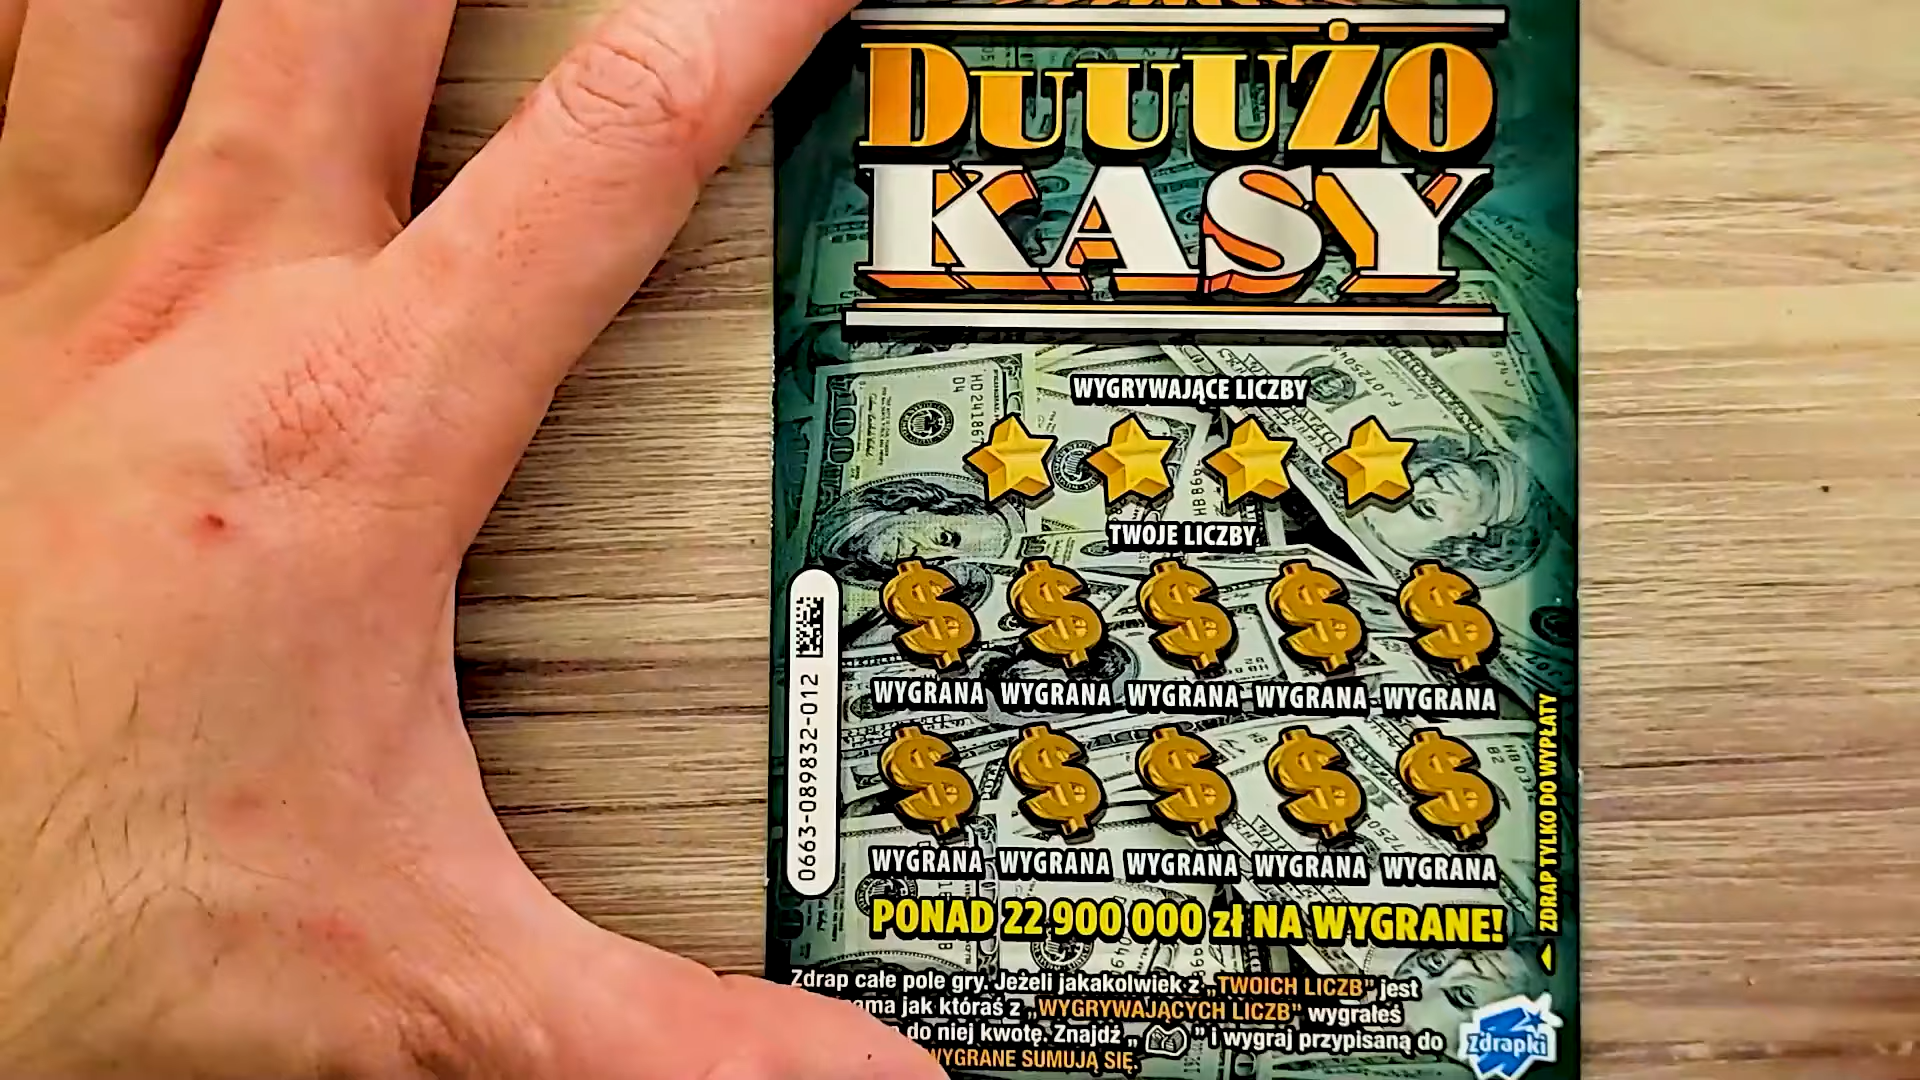 DUUUŻO
KASY
WYGRYWAJĄCE LICZBY
TWOJE LICZBY
WYGRANA WYGRANA WYGRANA WYGRANA WYGRANA
WYGRANA WYGRANA WYGRANA WYGRANA WYGRANA
0663-089832-012
ZDRAP TYLKO DO WYPŁATY
PONAD 22 900 000 zł NA WYGRANE!
Zdrap całe pole gry. Jeżeli jakakolwiek z „TWOICH LICZB" jest
jak któraś z „WYGRYWAJĄCYCH LICZB" wygrałeś
do niej kwotę. Znajdź „ " i wygraj przypisaną do
WYGRANE SUMUJĄ SIĘ.
Zdrapki